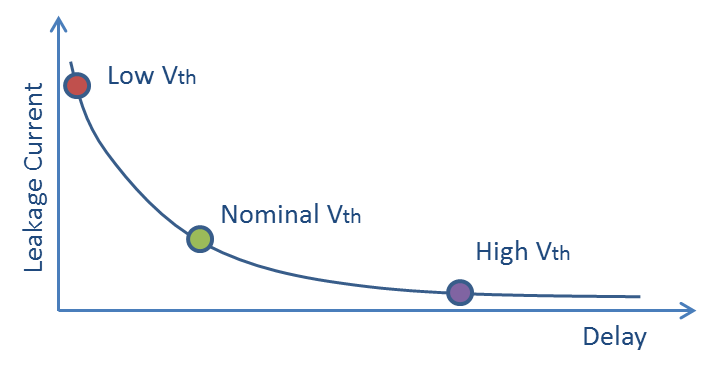 Low Vth
Nominal Vth
High Vth
Leakage Current
Delay